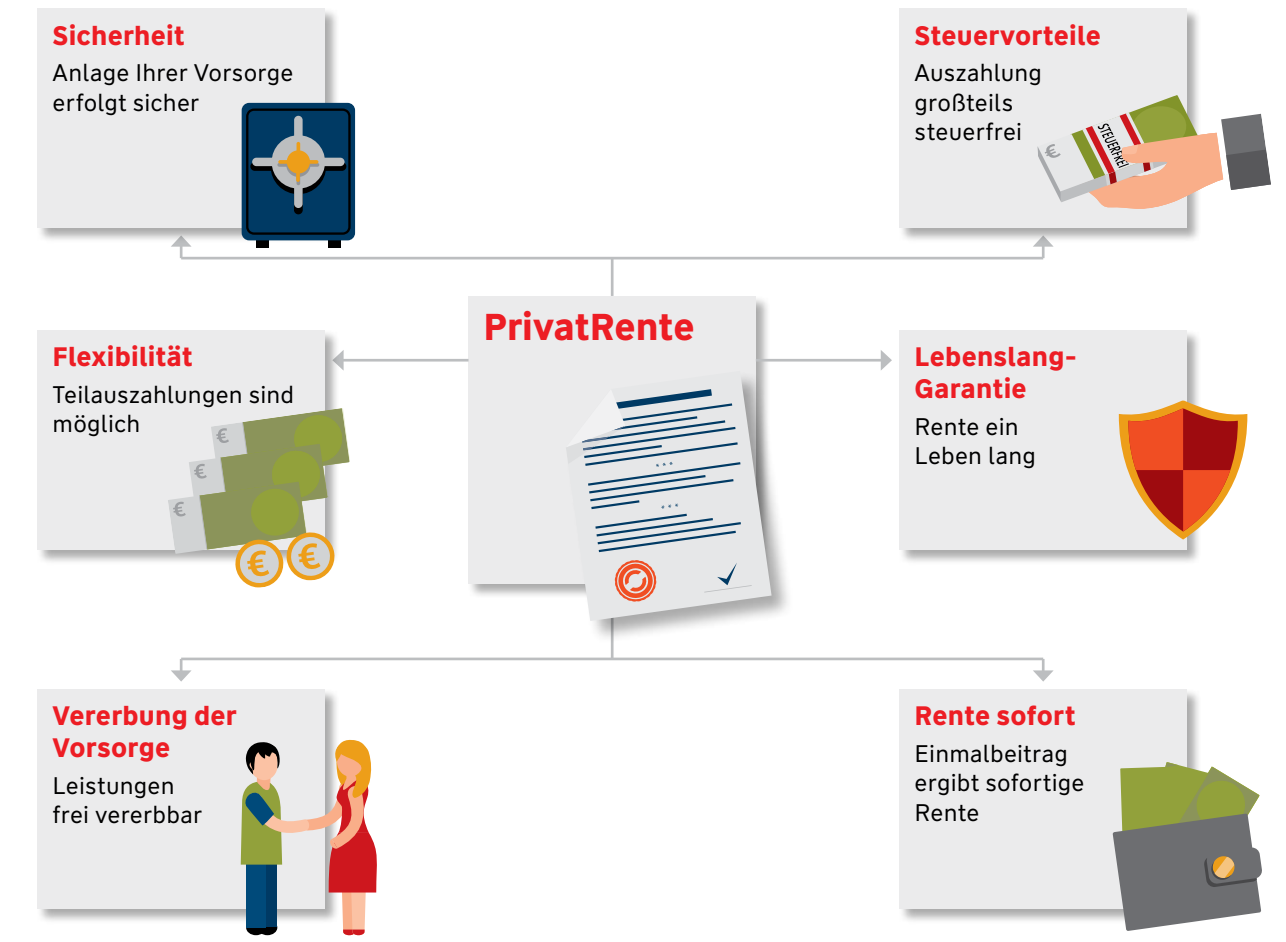 Sicherheit
Anlage Ihrer Vorsorge
erfolgt sicher
Steuervorteile
Auszahlung
großteils
steuerfrei
€
STEUERFREI
PrivatRente
Flexibilität
Teilauszahlungen sind
möglich
€
€
€
€
€
Lebenslang-
Garantie
Rente ein
Leben lang
Vererbung der
Vorsorge
Leistungen
frei vererbbar
Rente sofort
Einmalbeitrag
ergibt sofortige
Rente